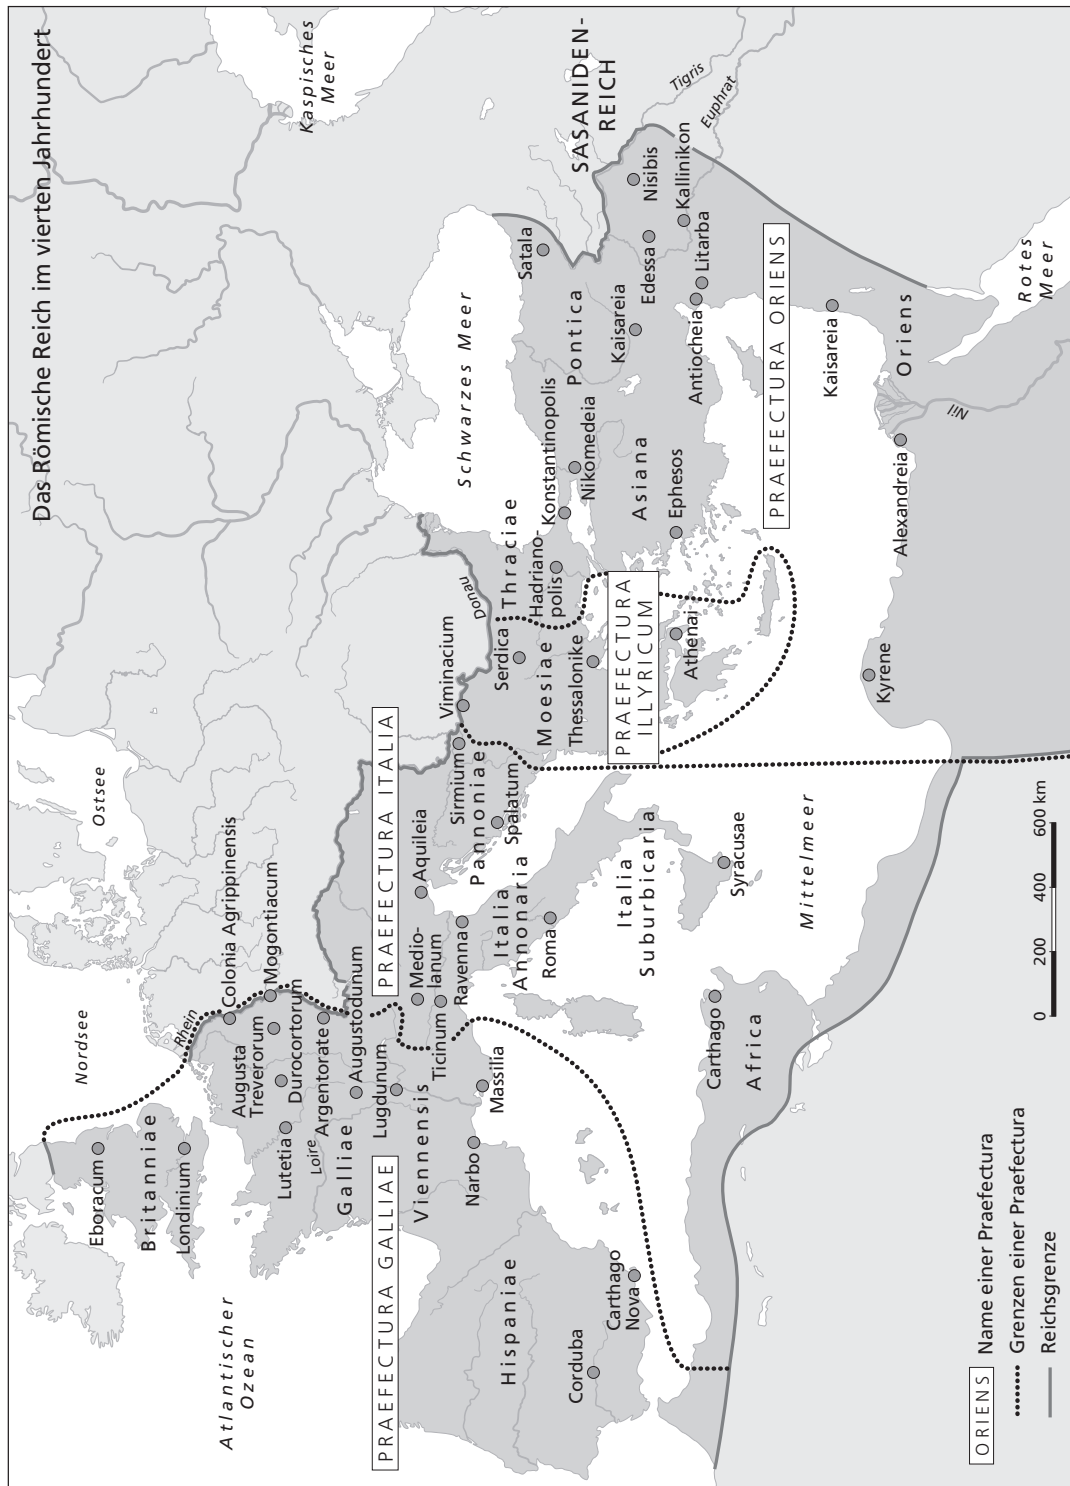 Das Römische Reich im vierten Jahrhundert
Nordsee
Ostsee
Kaspisches
Meer
Atlantischer
Ozean
Eboracum
Britanniae
Londinium
Rhein
Colonia Agrippinensis
Augusta
Treverorum
Mogontiacum
Durocortorum
Lutetia
Loire
Argentorate
Galliae
Augustodunum
PRAEFECTURA GALLIAE
Lugdunum
Viennensis
Narbo
Massilia
Hispaniae
Corduba
Carthago
Nova
PRAEFECTURA ITALIA
Medio-
lanum
Ticinum
Ravenna
Aquileia
Italia
Annonaria
Roma
Pannoniae
Sirmium
Spalatum
Italia
Suburbicaria
Syracusae
Carthago
Africa
Mittelmeer
Viminacium
Donau
Serdica
Moesiae
Thessalonike
PRAEFECTURA
ILLYRICUM
Athenai
Thraciae
Hadriano-
polis
Konstantinopolis
Nikomedeia
Schwarzes Meer
Asiana
Ephesos
Pontica
Kaisareia
Satala
SASANIDEN-
REICH
Tigris
Euphrat
Nisibis
Edessa
Kallinikon
Litarba
Antiocheia
PRAEFECTURA ORIENS
Kaisareia
Oriens
Rotes
Meer
Nil
Alexandreia
Kyrene
ORIENS
Name einer Praefectura
Grenzen einer Praefectura
Reichsgrenze
0
200
400
600 km